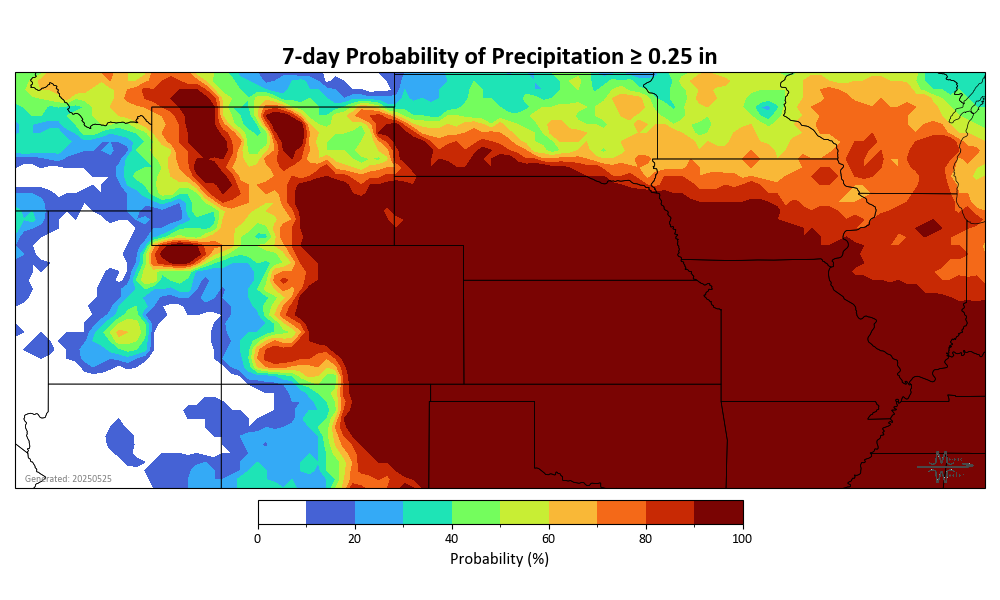 7-day Probability of Precipitation ≥ 0.25 in
Generated: 20250525
0 20 40 60 80 100
Probability (%)